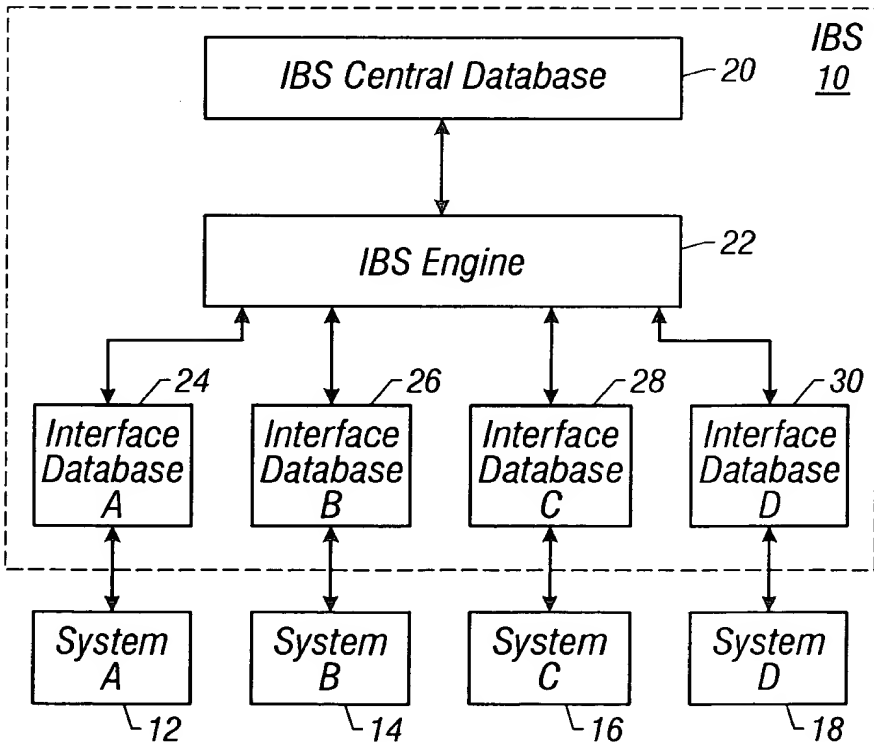 IBS
10
IBS Central Database
20
IBS Engine
22
24
26
28
30
Interface
Database
A
Interface
Database
B
Interface
Database
C
Interface
Database
D
System
A
System
B
System
C
System
D
12
14
16
18